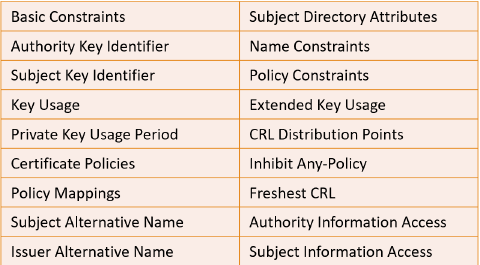 Basic Constraints Subject Directory Attributes
Authority Key Identifier Name Constraints
Subject Key Identifier Policy Constraints
Key Usage Extended Key Usage
Private Key Usage Period CRL Distribution Points
Certificate Policies Inhibit Any-Policy
Policy Mappings Freshest CRL
Subject Alternative Name Authority Information Access
Issuer Alternative Name Subject Information Access